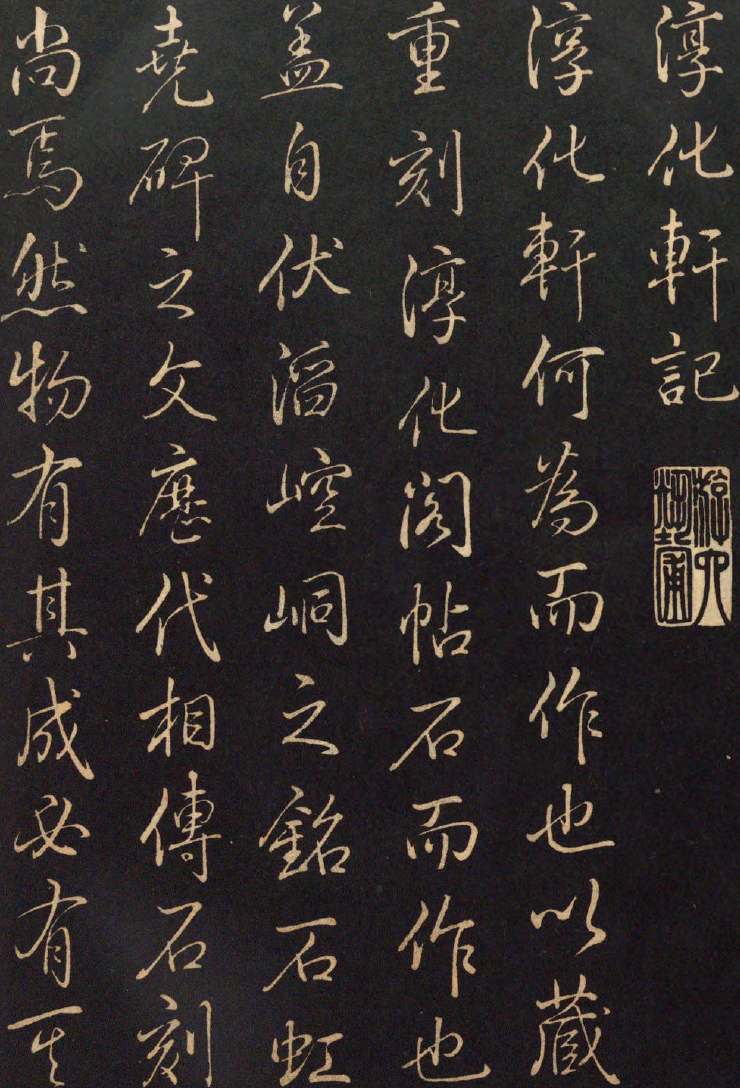 淳化軒記
淳化軒何為而作也以藏
重刻淳化閣帖石而作也
盖自伏滔崆峒之銘石虹
堯碑之文歷代相傳石刻
尚焉然物有其成必有其